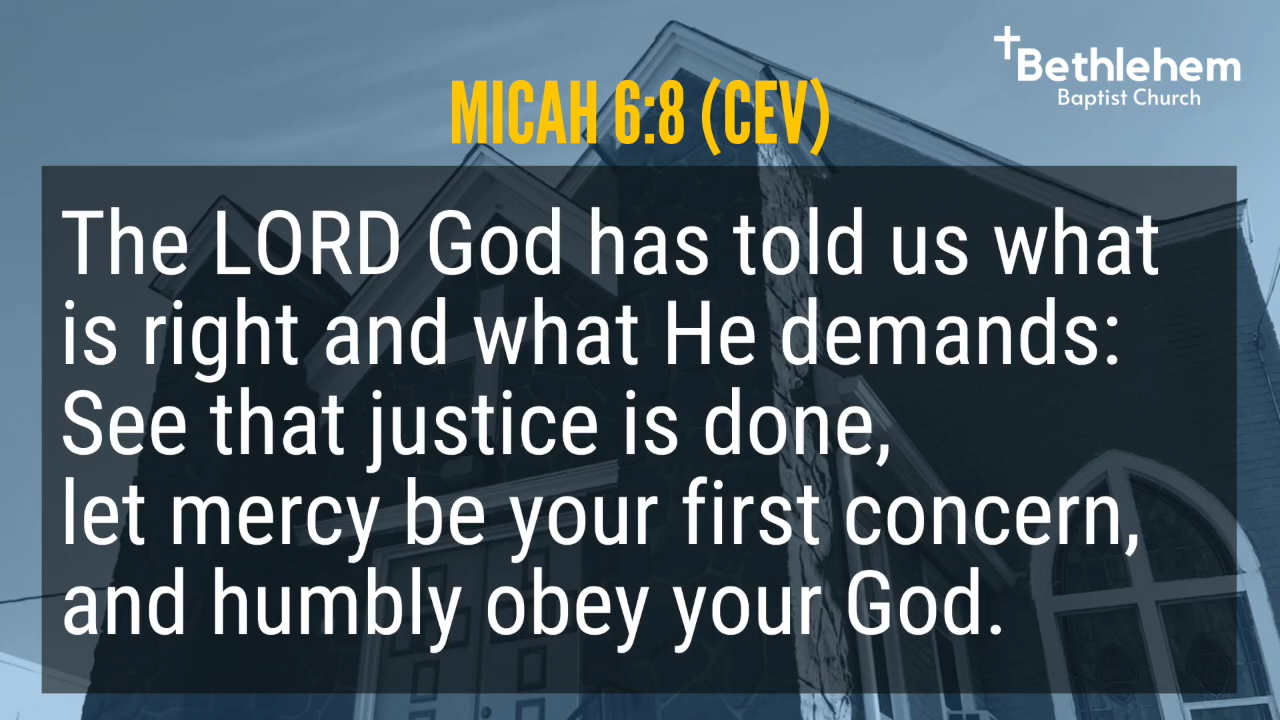 Bethlehem
Baptist Church
MICAH 6:8 (CEV)
The LORD God has told us what
is right and what He demands:
See that justice is done,
let mercy be your first concern,
and humbly obey your God.